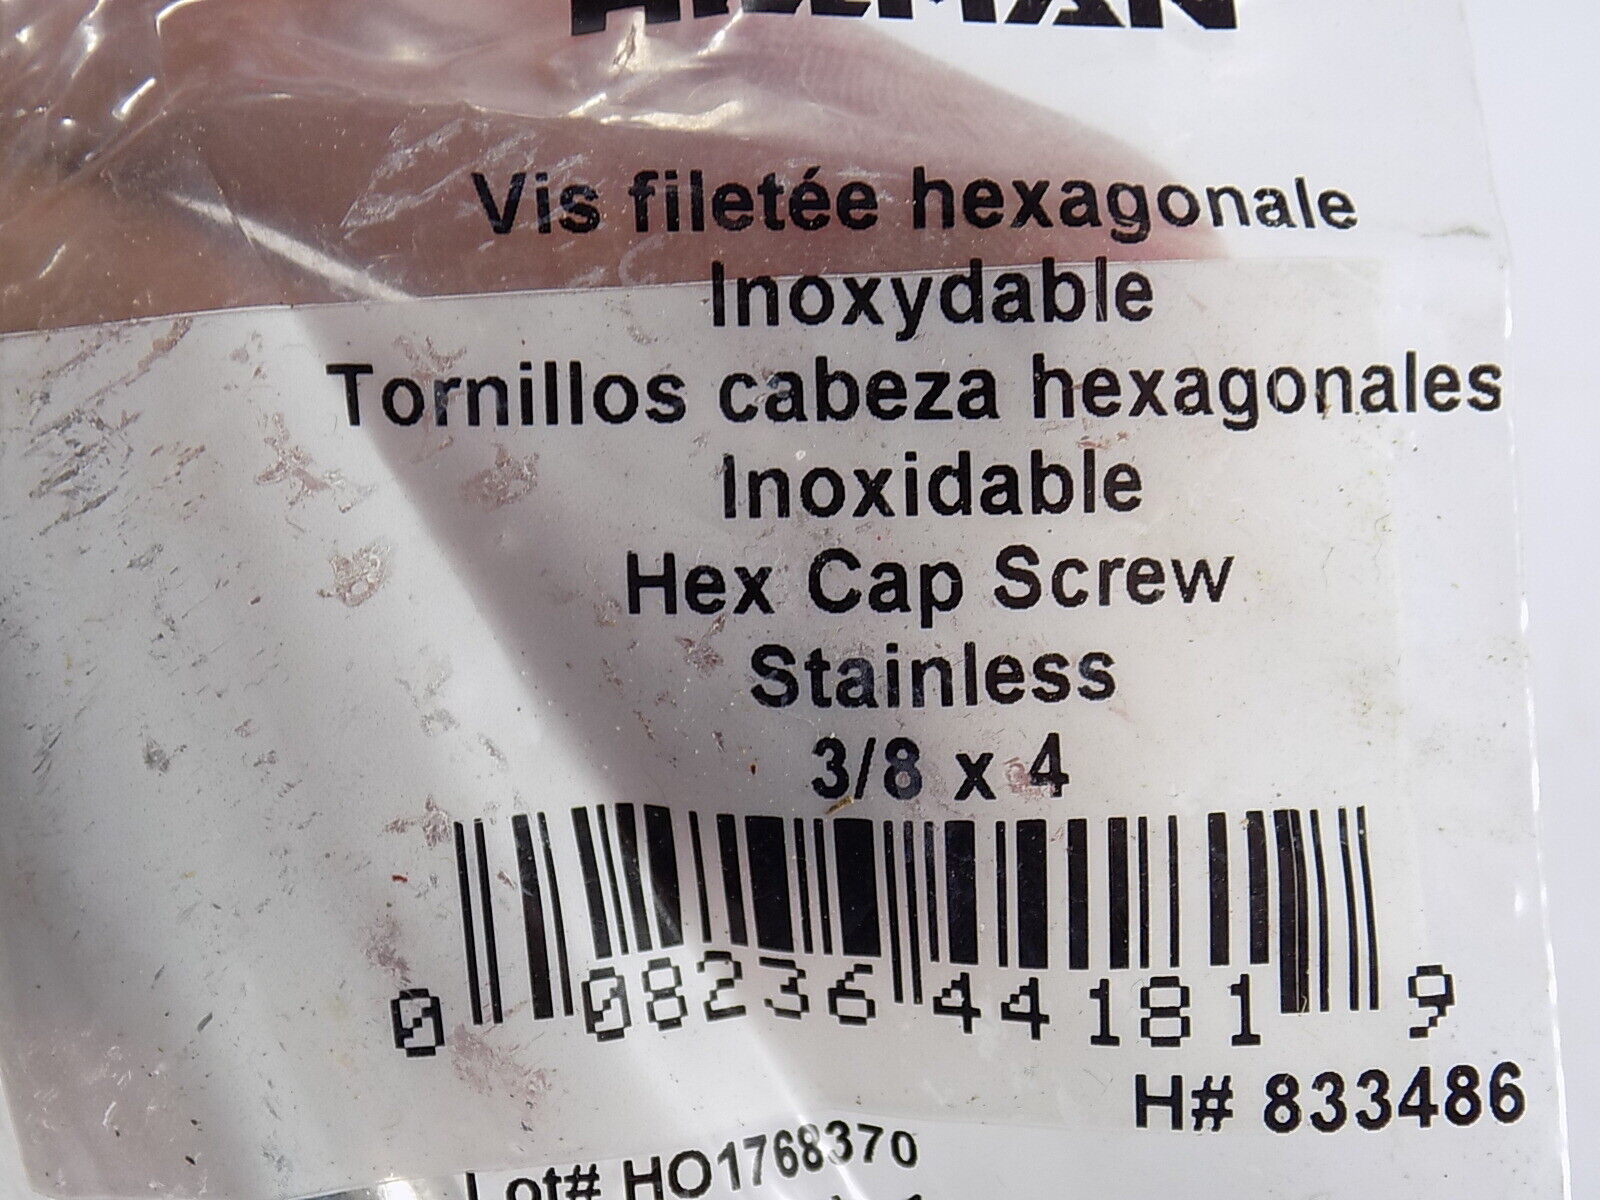 HILLMAN
Vis filetée hexagonale
Inoxydable
Tornillos cabeza hexagonales
Inoxidable
Hex Cap Screw
Stainless
3/8 x 4
0 08236 44181 9
H# 833486
Lot# HO1768370